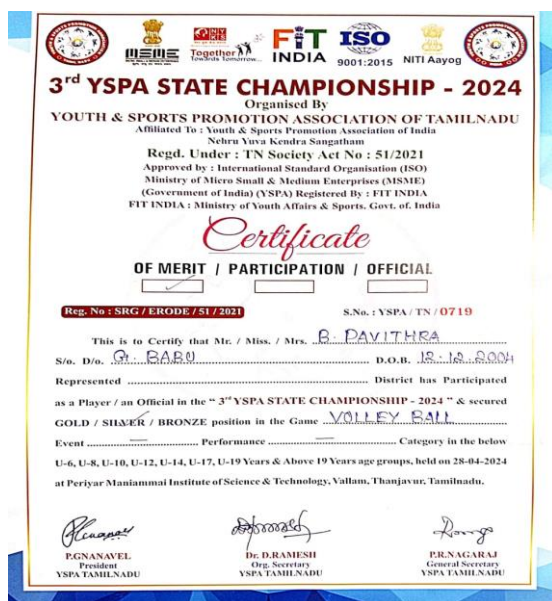 MSME
NYKS
Together
Towards Tomorrow...
FIT
INDIA
ISO
9001:2015
NITI Aayog
3rd YSPA STATE CHAMPIONSHIP - 2024
Organised By
YOUTH & SPORTS PROMOTION ASSOCIATION OF TAMILNADU
Affiliated To : Youth & Sports Promotion Association of India
Nehru Yuva Kendra Sangatham
Regd. Under : TN Society Act No : 51/2021
Approved by : International Standard Organisation (ISO)
Ministry of Micro Small & Medium Enterprises (MSME)
(Government of India) (YSPA) Registered By : FIT INDIA
FIT INDIA : Ministry of Youth Affairs & Sports. Govt. of India
Certificate
OF MERIT / PARTICIPATION / OFFICIAL
Reg. No : SRG / ERODE / 51 / 2021 S.No. : YSPA / TN / 0719
This is to Certify that Mr. / Miss. / Mrs. B. PAVITHRA
S/o. D/o. G. BABU D.O.B. 12.12.2004
Represented ........ District has Participated
as a Player / an Official in the “ 3rd YSPA STATE CHAMPIONSHIP - 2024 ” & secured
GOLD / SILVER / BRONZE position in the Game VOLLEY BALL
Event ........ Performance ........ Category in the below
U-6, U-8, U-10, U-12, U-14, U-17, U-19 Years & Above 19 Years age groups, held on 28-04-2024
at Periyar Maniammai Institute of Science & Technology, Vallam, Thanjavur, Tamilnadu.
P.GNANAVEL
President
YSPA TAMILNADU
Dr. D.RAMESH
Org. Secretary
YSPA TAMILNADU
P.R.NAGARAJ
General Secretary
YSPA TAMILNADU